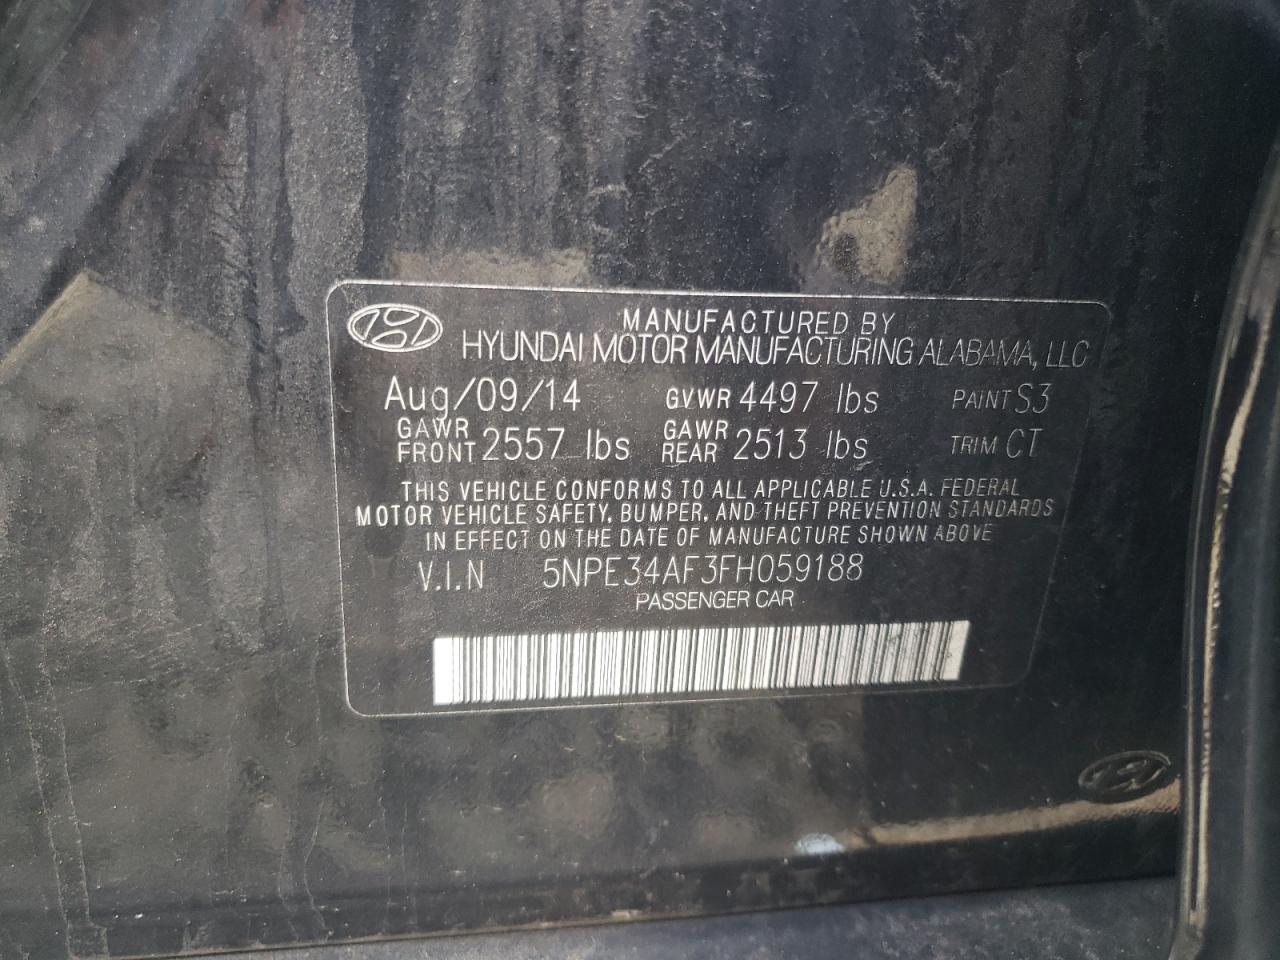 MANUFACTURED BY
HYUNDAI MOTOR MANUFACTURING ALABAMA, LLC
Aug/09/14 GVWR 4497 lbs PAINT S3
GAWR FRONT 2557 lbs GAWR REAR 2513 lbs TRIM CT
THIS VEHICLE CONFORMS TO ALL APPLICABLE U.S.A. FEDERAL
MOTOR VEHICLE SAFETY, BUMPER, AND THEFT PREVENTION STANDARDS
IN EFFECT ON THE DATE OF MANUFACTURE SHOWN ABOVE
V.I.N 5NPE34AF3FH059188
PASSENGER CAR